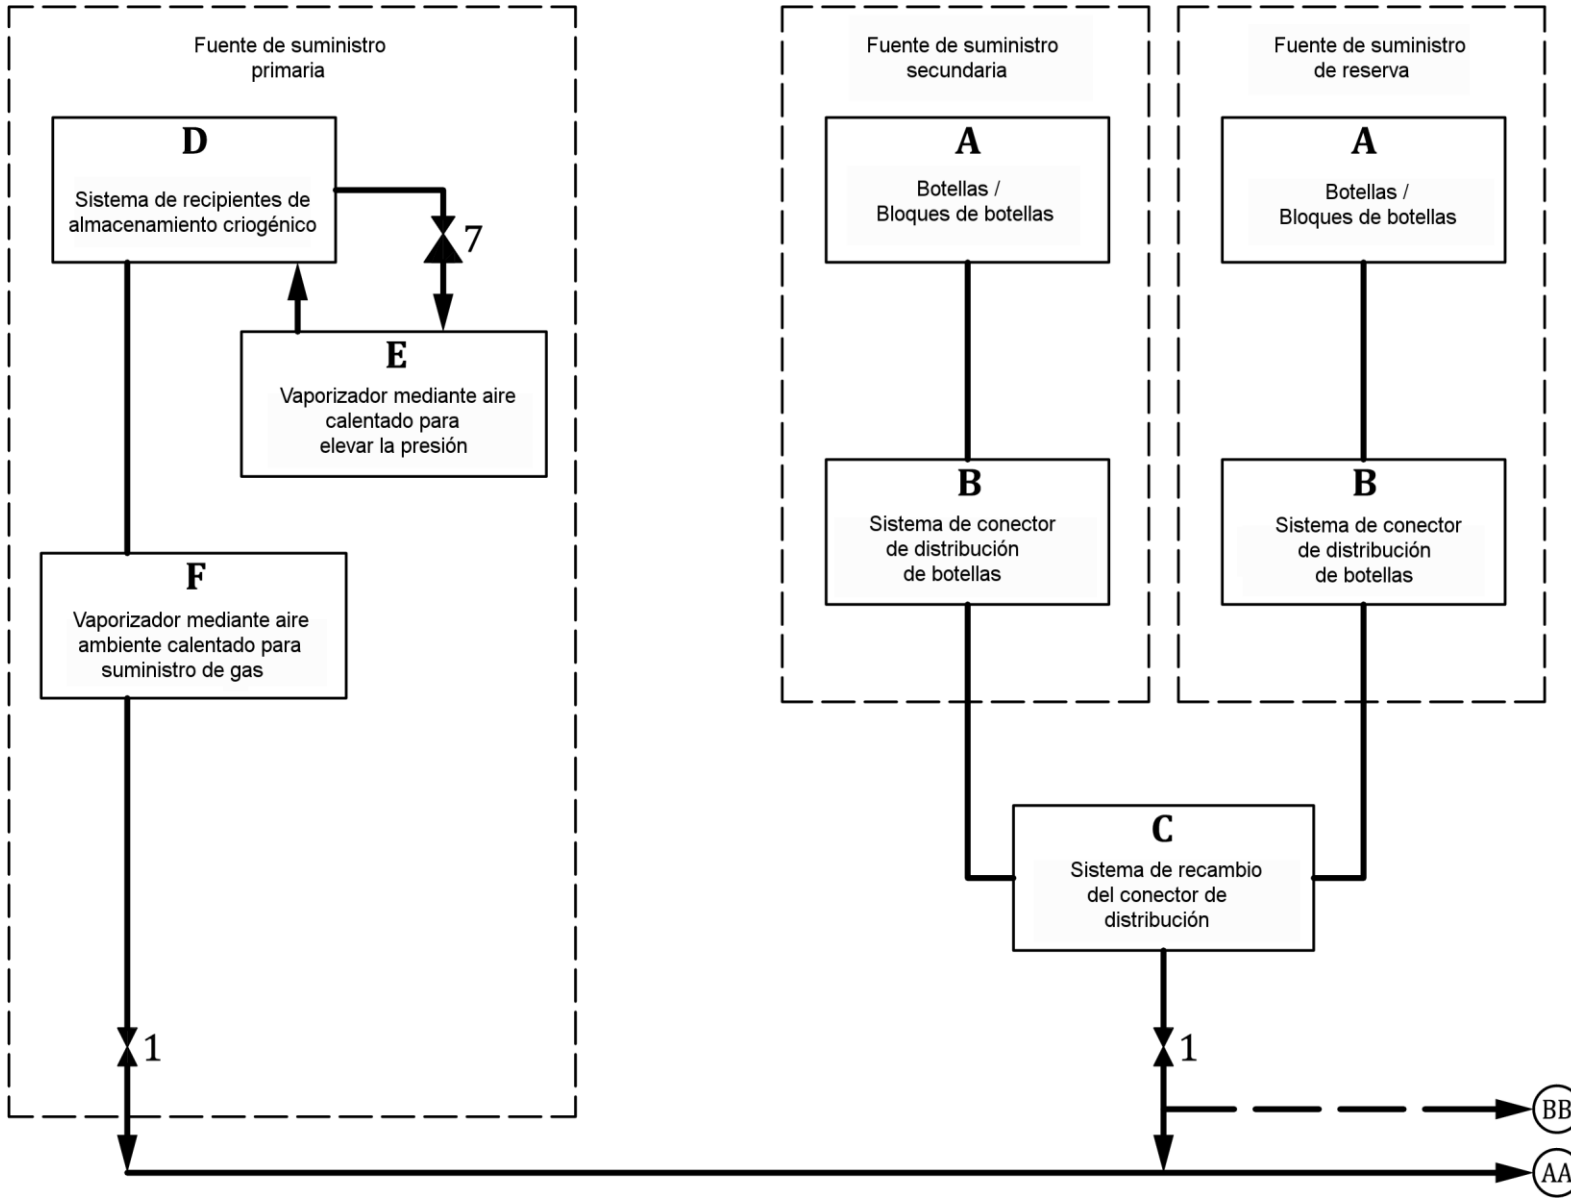 Fuente de suministro
primaria
D
Sistema de recipientes de
almacenamiento criogénico
7
E
Vaporizador mediante aire
calentado para
elevar la presión
F
Vaporizador mediante aire
ambiente calentado para
suministro de gas
1
Fuente de suministro
secundaria
A
Botellas /
Bloques de botellas
B
Sistema de conector
de distribución
de botellas
Fuente de suministro
de reserva
A
Botellas /
Bloques de botellas
B
Sistema de conector
de distribución
de botellas
C
Sistema de recambio
del conector de
distribución
1
BB
AA